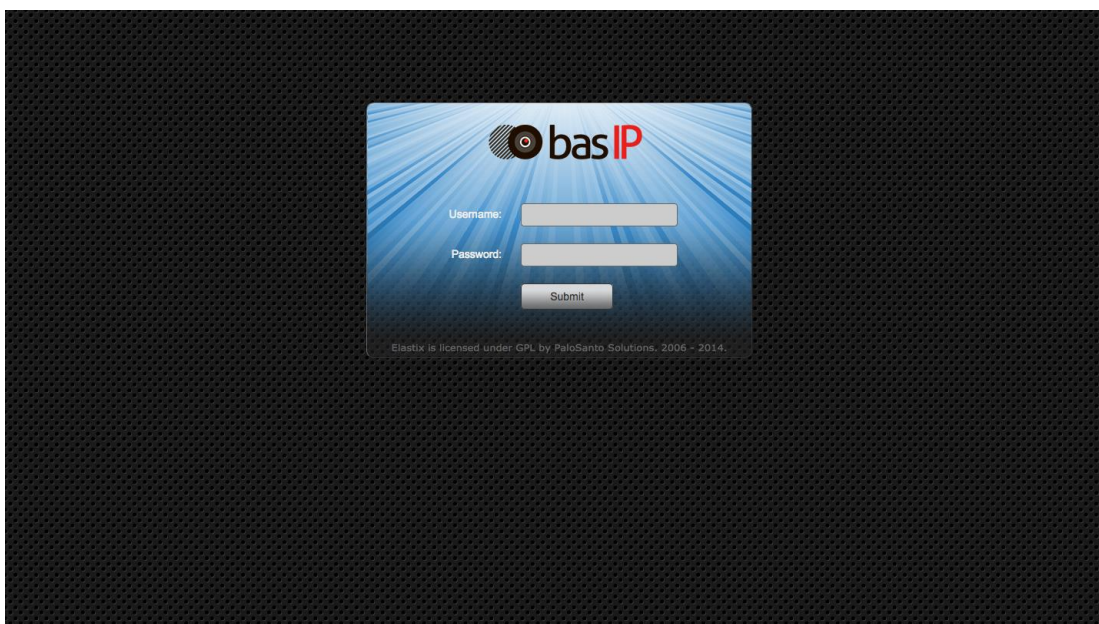 bas IP
Username:
Password:
Submit
Elastix is licensed under GPL by PaloSanto Solutions. 2006 - 2014.